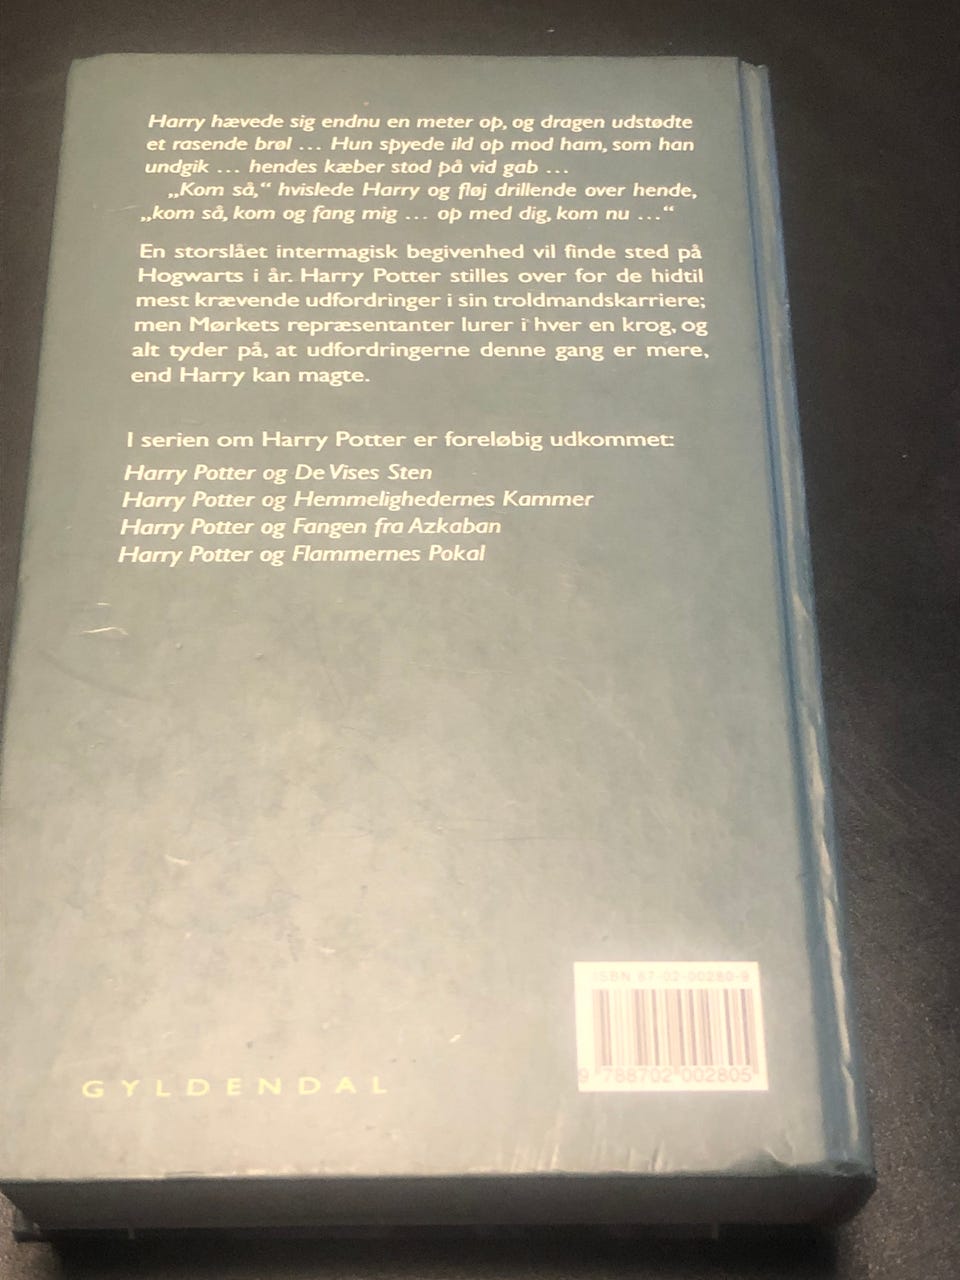 Harry hævede sig endnu en meter op, og dragen udstødte
et rasende brøl ... Hun spyede ild op mod ham, som han
undgik ... hendes kæber stod på vid gab ...
„Kom så,“ hvislede Harry og fløj drillende over hende,
„kom så, kom og fang mig ... op med dig, kom nu ...“
En storslået intermagisk begivenhed vil finde sted på
Hogwarts i år. Harry Potter stilles over for de hidtil
mest krævende udfordringer i sin troldmandskarriere;
men Mørkets repræsentanter lurer i hver en krog, og
alt tyder på, at udfordringerne denne gang er mere,
end Harry kan magte.
I serien om Harry Potter er foreløbig udkommet:
Harry Potter og De Vises Sten
Harry Potter og Hemmelighedernes Kammer
Harry Potter og Fangen fra Azkaban
Harry Potter og Flammernes Pokal
ISBN 87-02-00280-9
9 788702 002805
GYLDENDAL